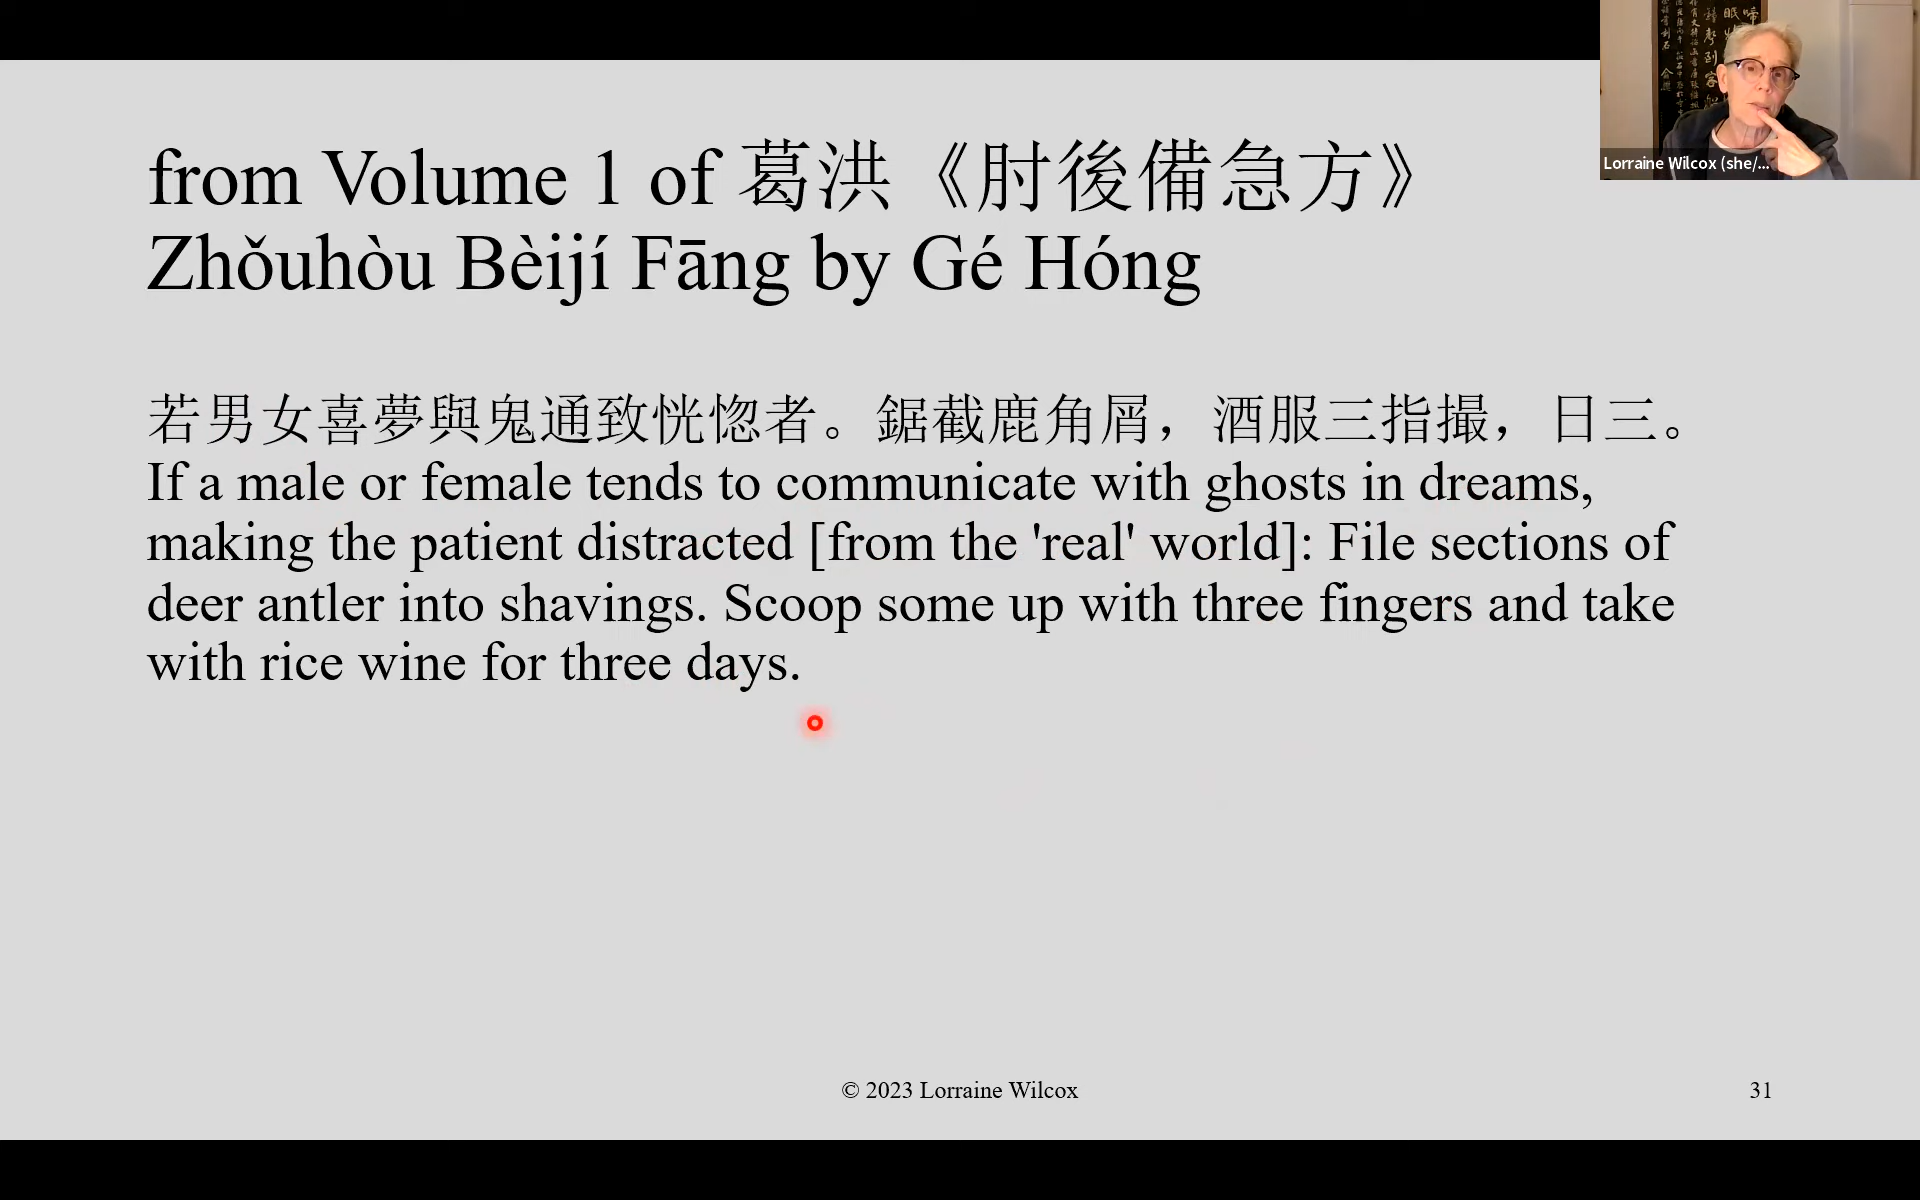 from Volume 1 of 葛洪《肘後備急方》
Zhǒuhòu Bèijí Fāng by Gé Hóng
若男女喜夢與鬼通致恍惚者。鋸截鹿角屑，酒服三指撮，日三。
If a male or female tends to communicate with ghosts in dreams,
making the patient distracted [from the 'real' world]: File sections of
deer antler into shavings. Scoop some up with three fingers and take
with rice wine for three days.
© 2023 Lorraine Wilcox
31
Lorraine Wilcox (she/...